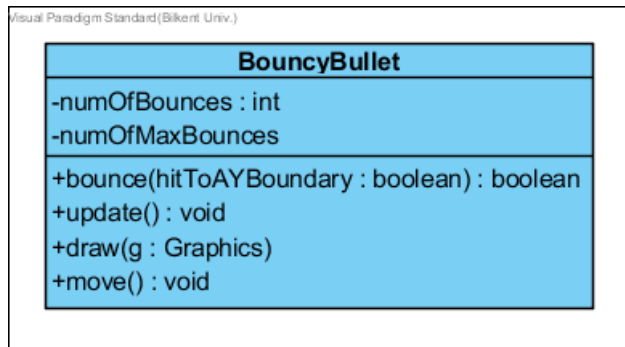 Visual Paradigm Standard(Bilkent Univ.)
BouncyBullet
-numOfBounces : int
-numOfMaxBounces
+bounce(hitToAYBoundary : boolean) : boolean
+update() : void
+draw(g : Graphics)
+move() : void